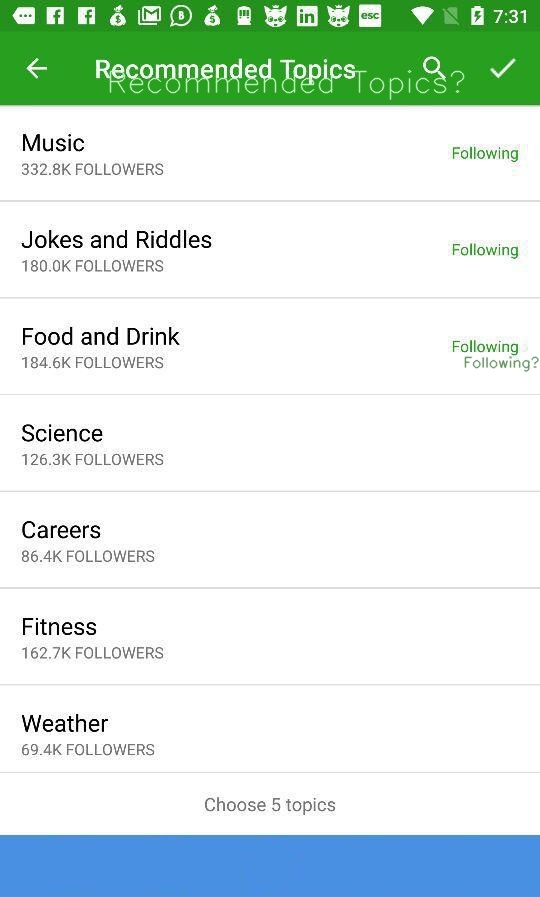 esc 7:31
Recommended Topics
Recommended Topics?
Music
332.8K FOLLOWERS
Following
Jokes and Riddles
180.0K FOLLOWERS
Following
Food and Drink
184.6K FOLLOWERS
Following
Following?
Science
126.3K FOLLOWERS
Careers
86.4K FOLLOWERS
Fitness
162.7K FOLLOWERS
Weather
69.4K FOLLOWERS
Choose 5 topics